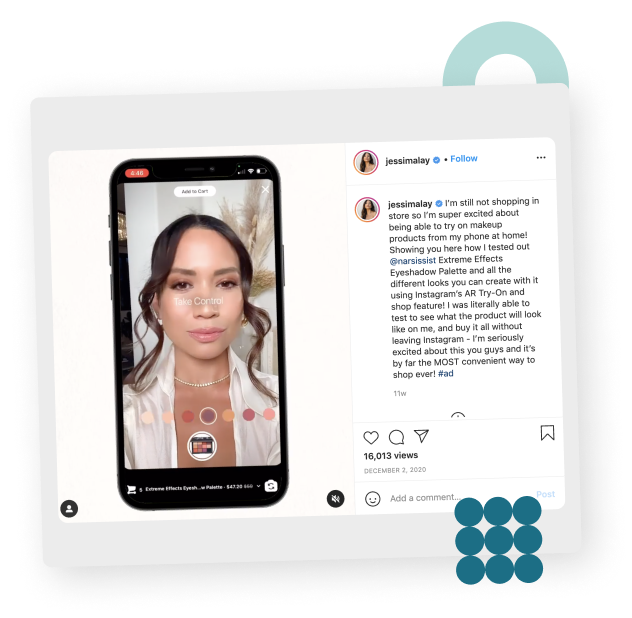 4:46
Add to Cart
Take Control
Extreme Effects Eyesh...w Palette · $47.20 $59
jessimalay • Follow
jessimalay I'm still not shopping in
store so I'm super excited about
being able to try on makeup
products from my phone at home!
Showing you here how I tested out
@narsissist Extreme Effects
Eyeshadow Palette and all the
different looks you can create with it
using Instagram's AR Try-On and
shop feature! I was literally able to
test to see what the product will look
like on me, and buy it all without
leaving Instagram - I'm seriously
excited about this you guys and it's
by far the MOST convenient way to
shop ever! #ad
11w
16,013 views
DECEMBER 2, 2020
Add a comment...
Post